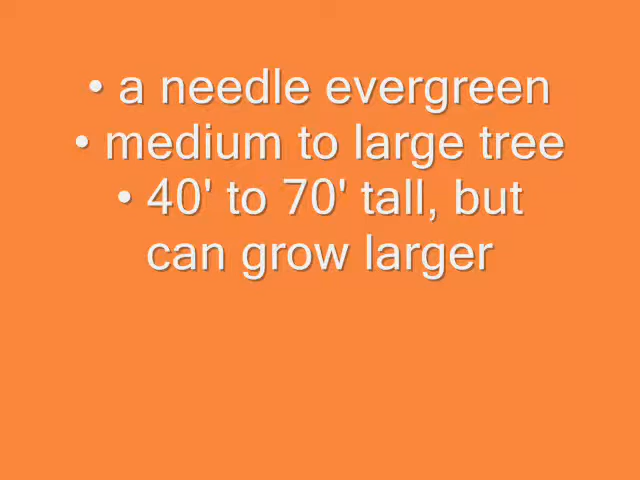 • a needle evergreen
• medium to large tree
• 40' to 70' tall, but
can grow larger